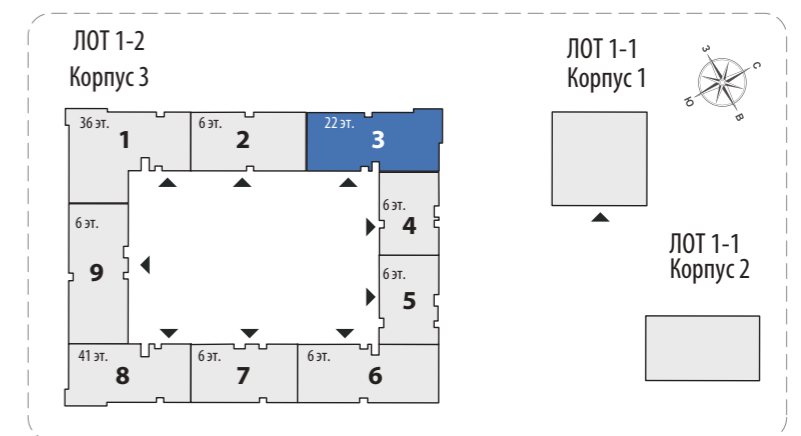 ЛОТ 1-2
Корпус 3
ЛОТ 1-1
Корпус 1
З
С
Ю
В
36 эт.
1
6 эт.
2
22 эт.
3
6 эт.
4
6 эт.
9
6 эт.
5
ЛОТ 1-1
Корпус 2
41 эт.
8
6 эт.
7
6 эт.
6